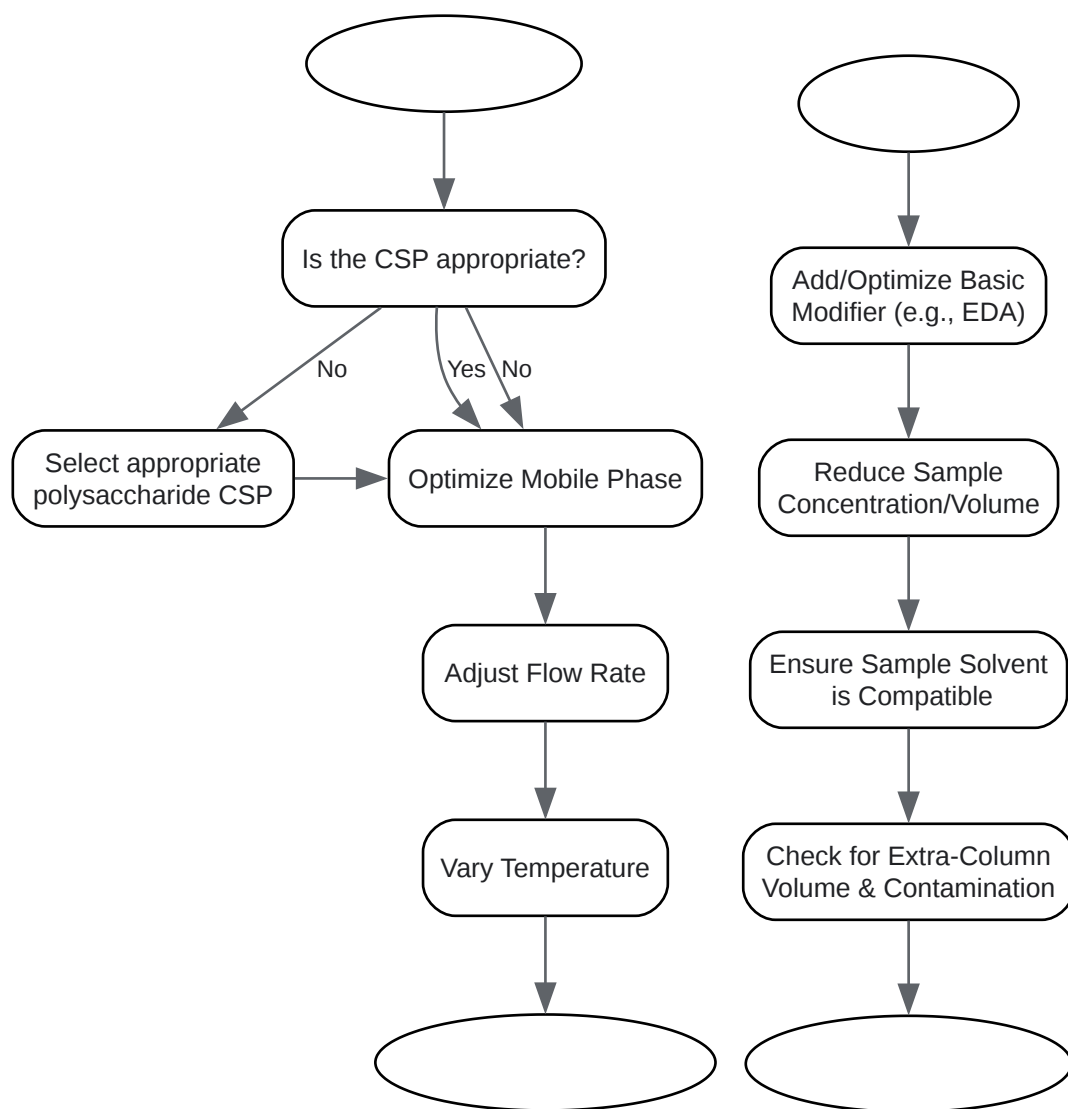 Is the CSP appropriate?
No
Yes
No
Select appropriate
polysaccharide CSP
Optimize Mobile Phase
Adjust Flow Rate
Vary Temperature
Add/Optimize Basic
Modifier (e.g., EDA)
Reduce Sample
Concentration/Volume
Ensure Sample Solvent
is Compatible
Check for Extra-Column
Volume & Contamination